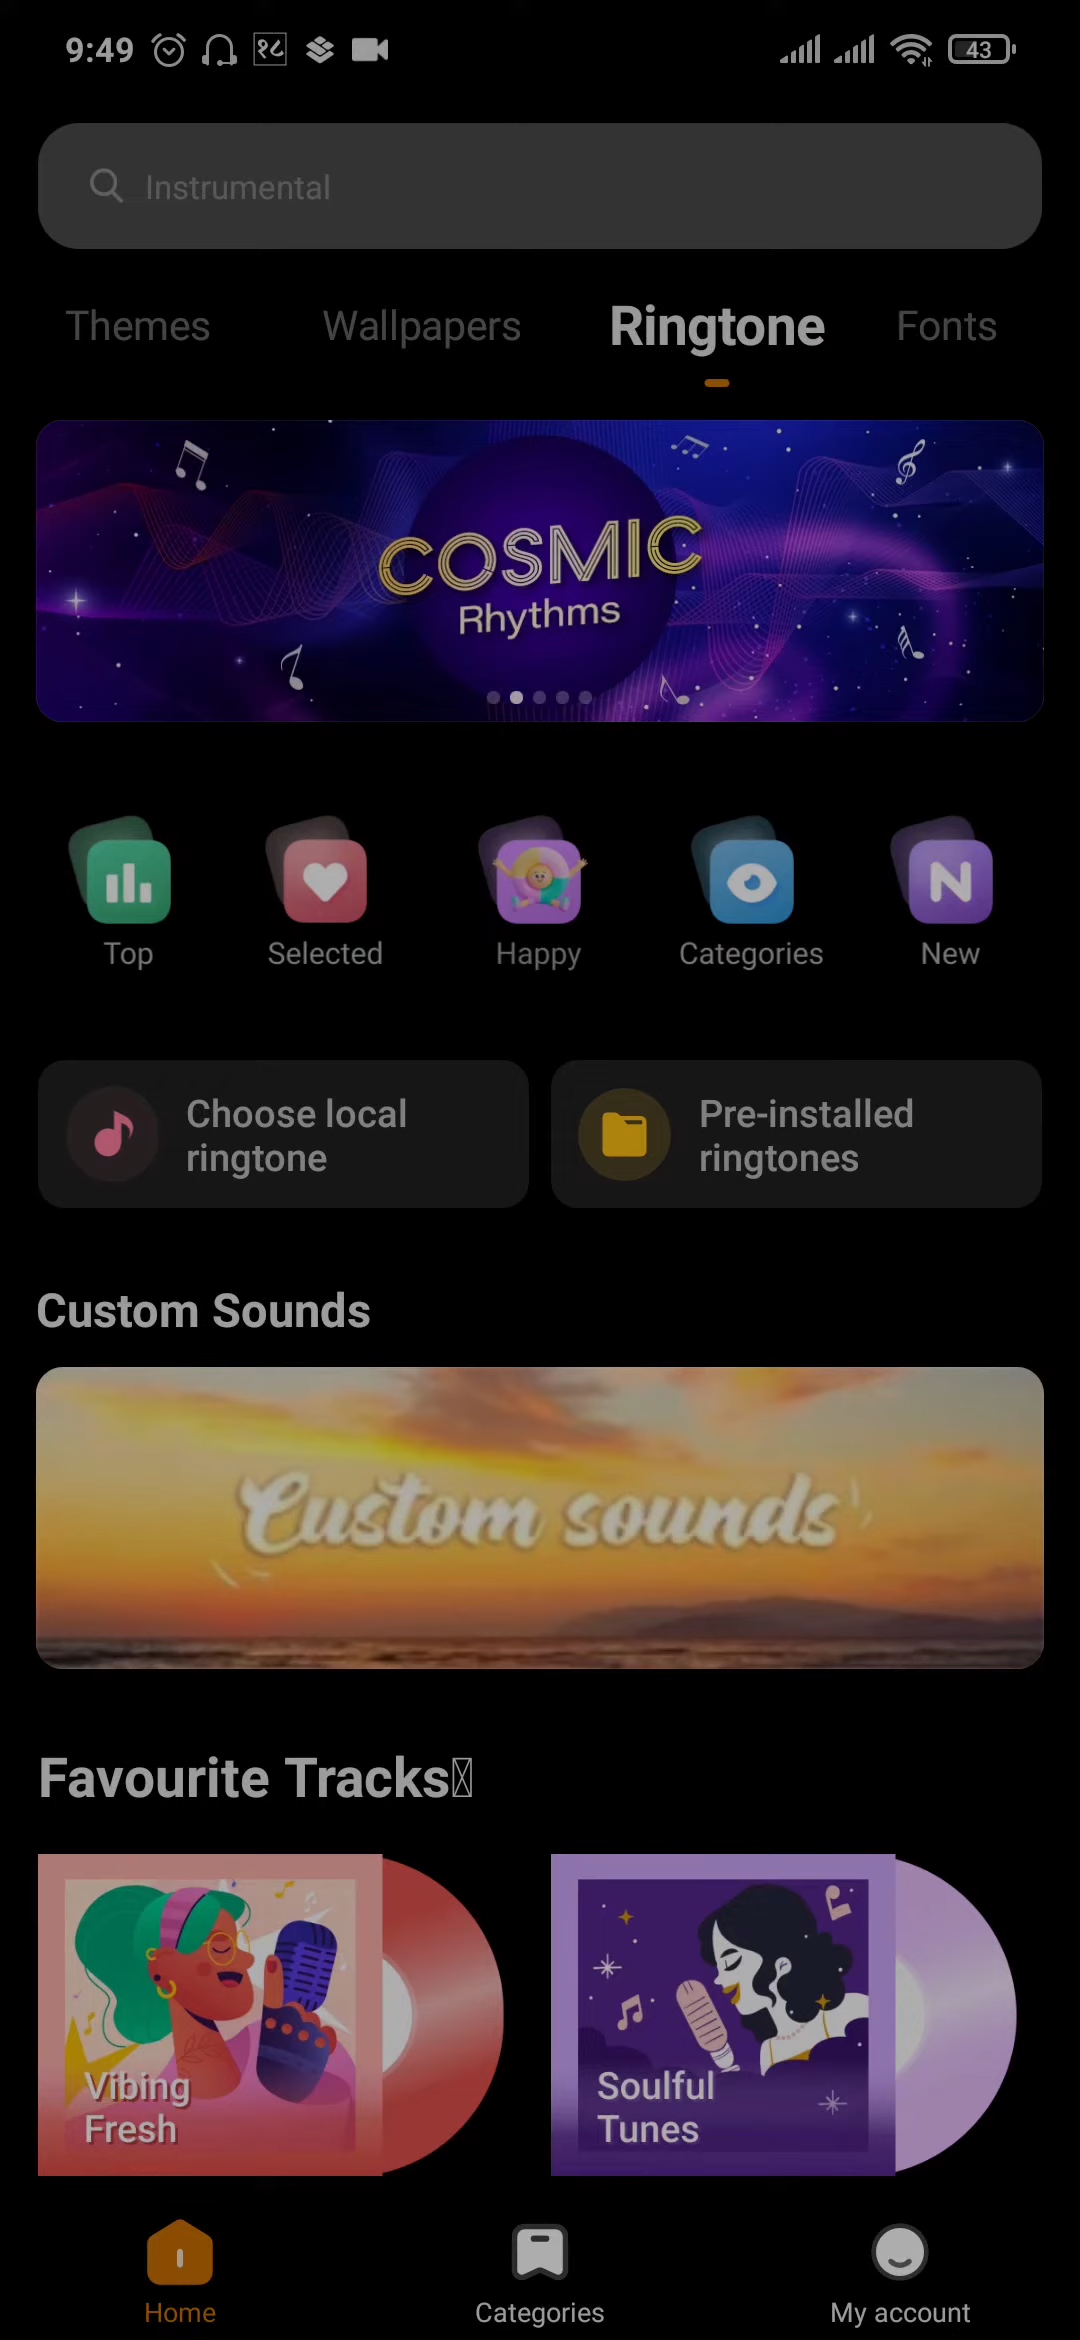 9:49 १८ 43
Instrumental
Themes Wallpapers Ringtone Fonts
COSMIC
Rhythms
Top Selected Happy Categories New
Choose local
ringtone
Pre-installed
ringtones
Custom Sounds
Custom sounds
Favourite Tracks
Vibing
Fresh
Soulful
Tunes
Home Categories My account